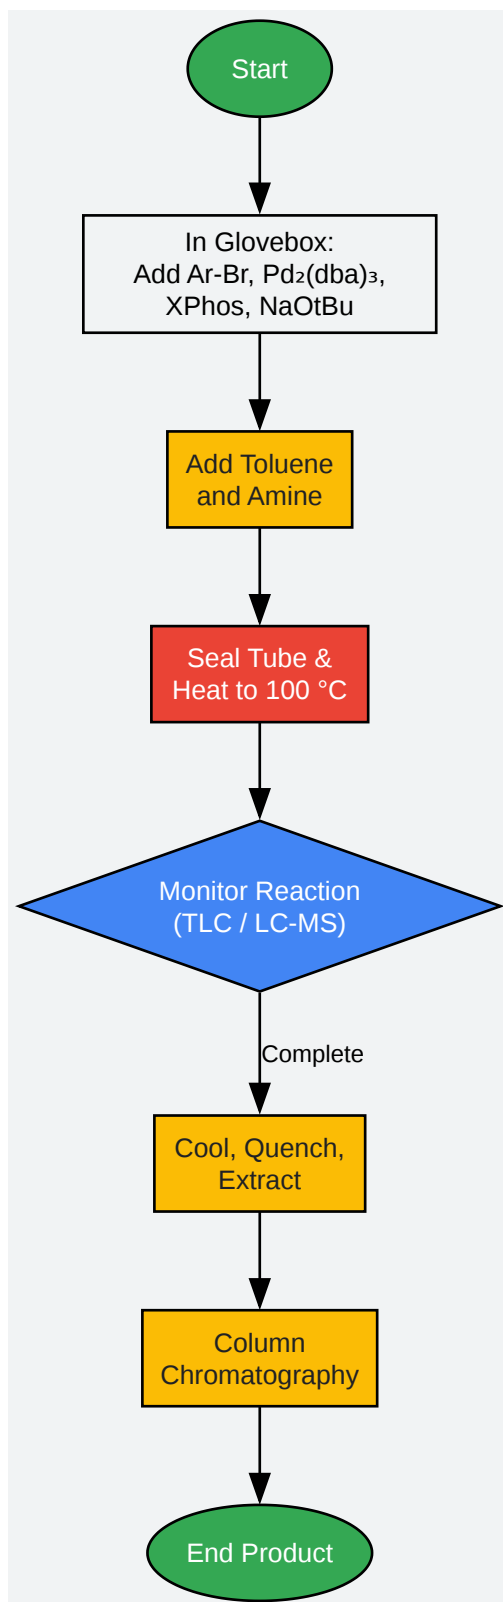 Start
In Glovebox:
Add Ar-Br, Pd₂(dba)₃,
XPhos, NaOtBu
Add Toluene
and Amine
Seal Tube &
Heat to 100 °C
Monitor Reaction
(TLC / LC-MS)
Complete
Cool, Quench,
Extract
Column
Chromatography
End Product